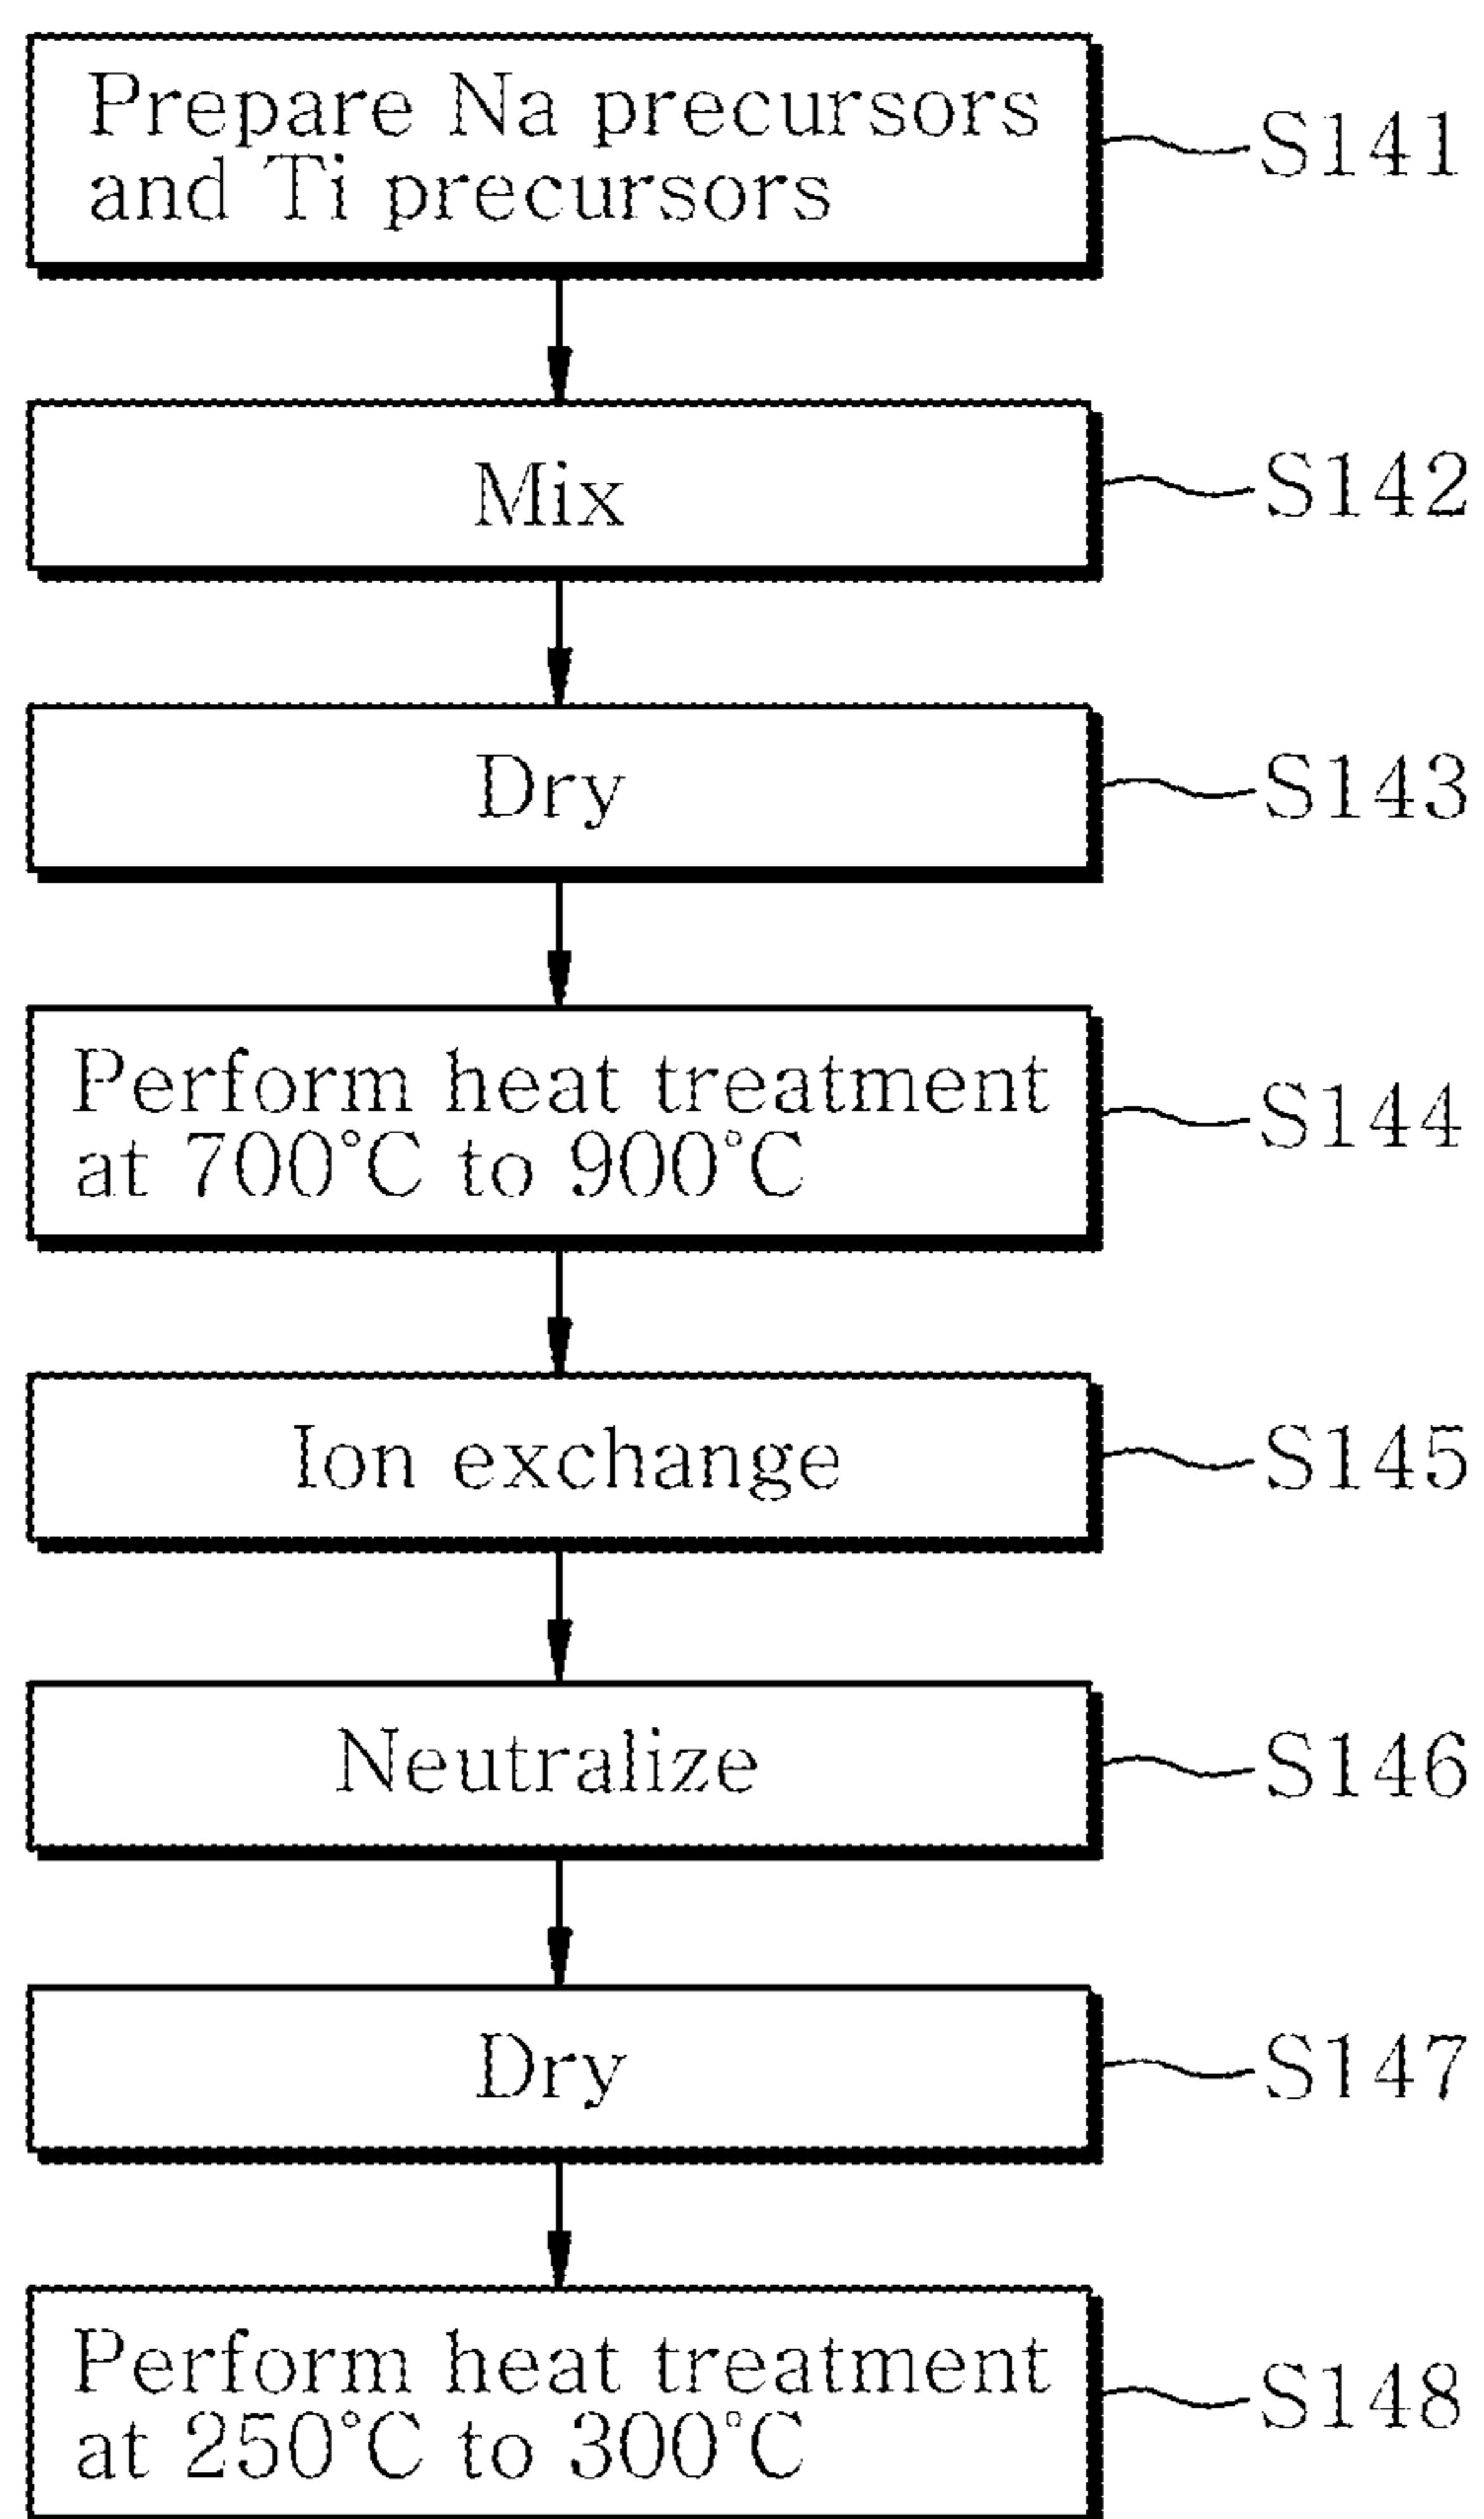 Prepare Na precursors
and Ti precursors
S141
Mix
S142
Dry
S143
Perform heat treatment
at 700℃ to 900℃
S144
Ion exchange
S145
Neutralize
S146
Dry
S147
Perform heat treatment
at 250℃ to 300℃
S148